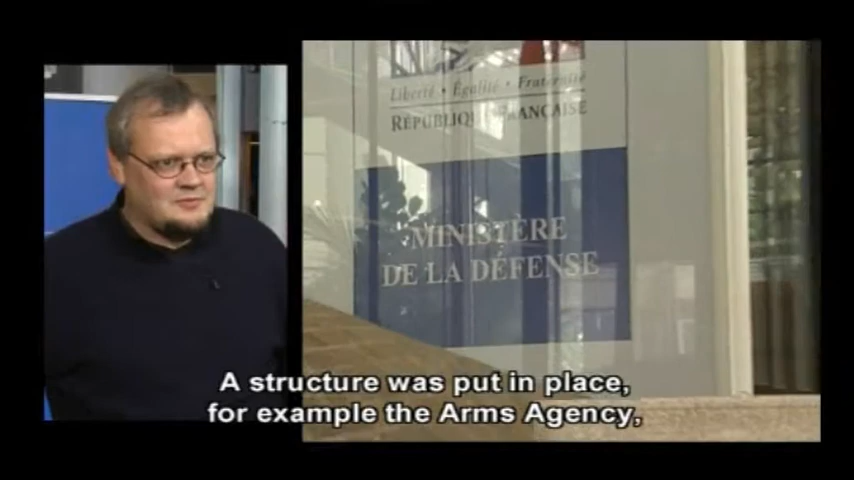 Liberté • Égalité • Fraternité
RÉPUBLIQUE FRANÇAISE
MINISTÈRE
DE LA DÉFENSE
A structure was put in place,
for example the Arms Agency,